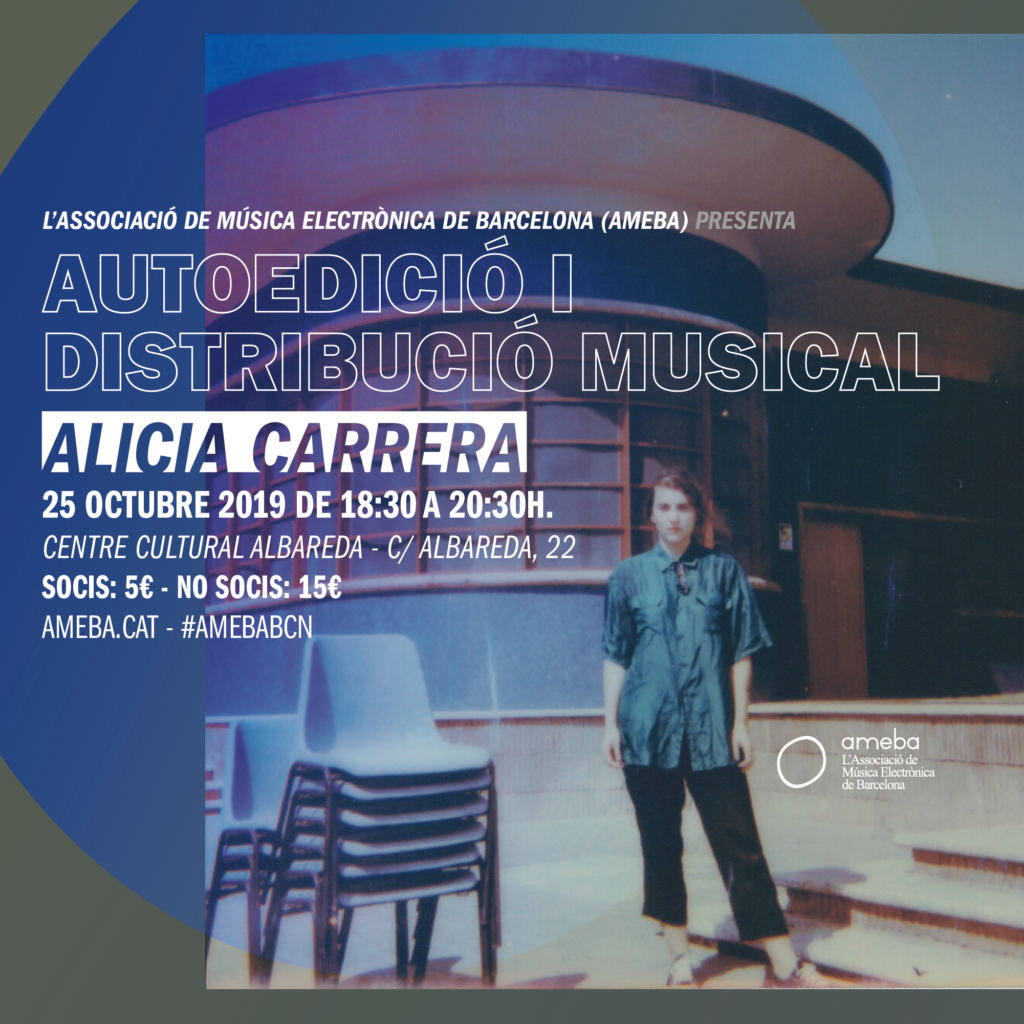 L'ASSOCIACIÓ DE MÚSICA ELECTRÒNICA DE BARCELONA (AMEBA) PRESENTA
AUTOEDICIÓ I
DISTRIBUCIÓ MUSICAL
ALICIA CARRERA
25 OCTUBRE 2019 DE 18:30 A 20:30H.
CENTRE CULTURAL ALBAREDA - C/ ALBAREDA, 22
SOCIS: 5€ - NO SOCIS: 15€
AMEBA.CAT - #AMEBABCN
ameba
L'Associació de
Música Electrònica
de Barcelona